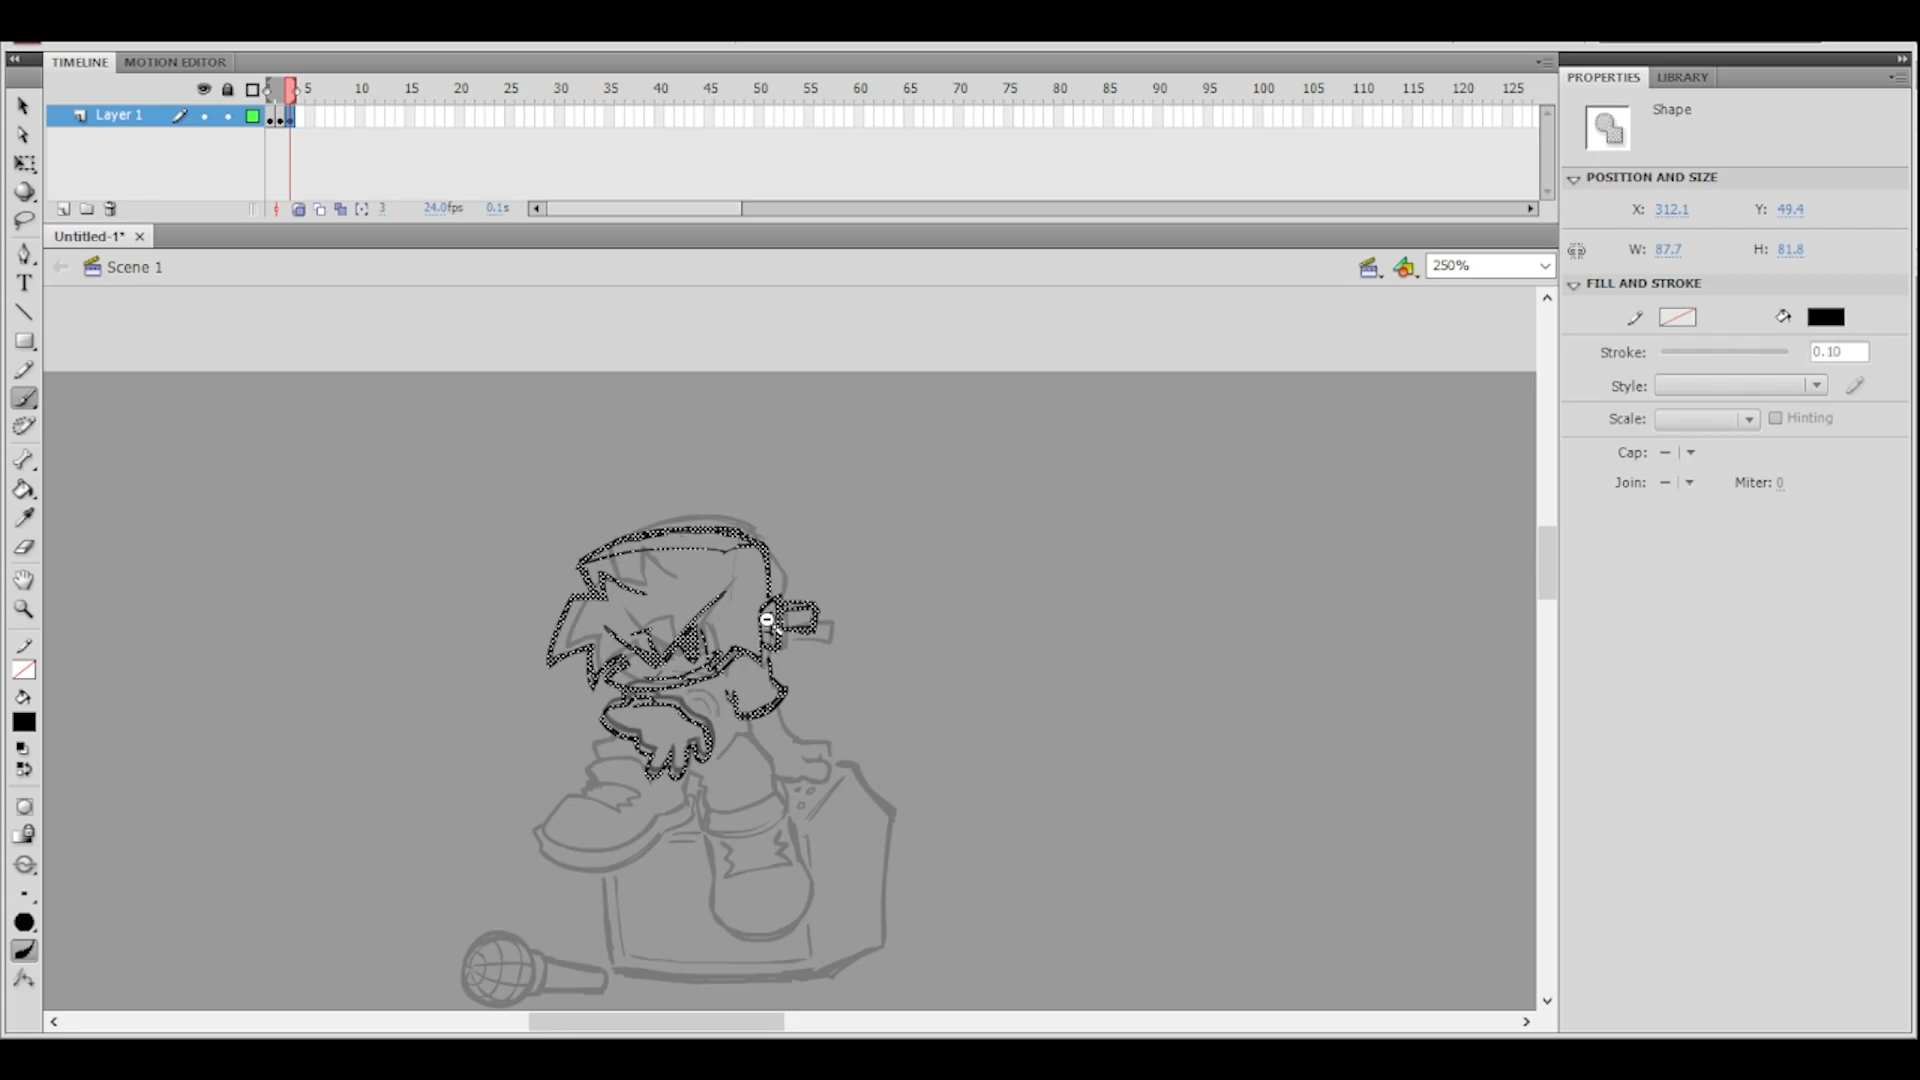 TIMELINE MOTION EDITOR
5 10 15 20 25 30 35 40 45 50 55 60 65 70 75 80 85 90 95 100 105 110 115 120 125
Layer 1
3 24.0fps 0.1s
Untitled-1*
Scene 1
250%
T
PROPERTIES LIBRARY
Shape
POSITION AND SIZE
X: 312.1 Y: 49.4
W: 87.7 H: 81.8
FILL AND STROKE
Stroke: 0.10
Style:
Scale: Hinting
Cap:
Join: Miter: 0